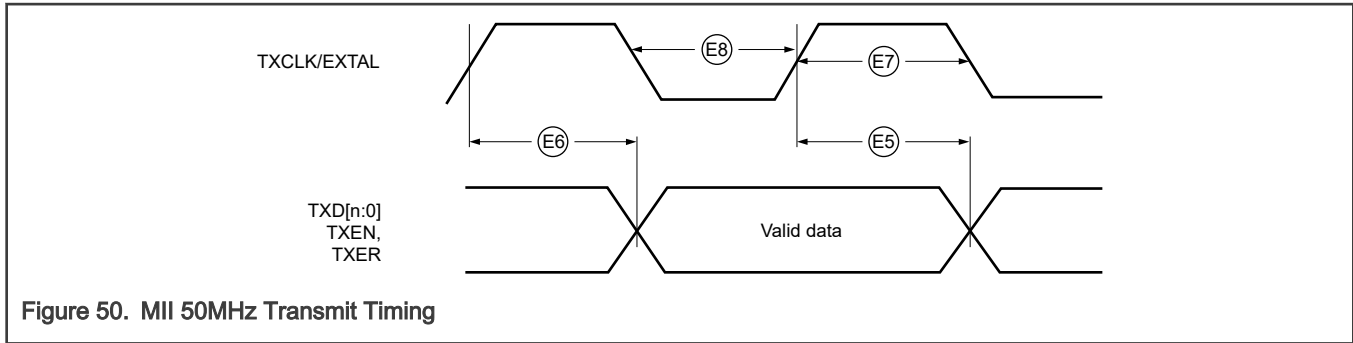 TXCLK/EXTAL
E8
E7
E6
E5
TXD[n:0]
TXEN,
TXER
Valid data
Figure 50. MII 50MHz Transmit Timing